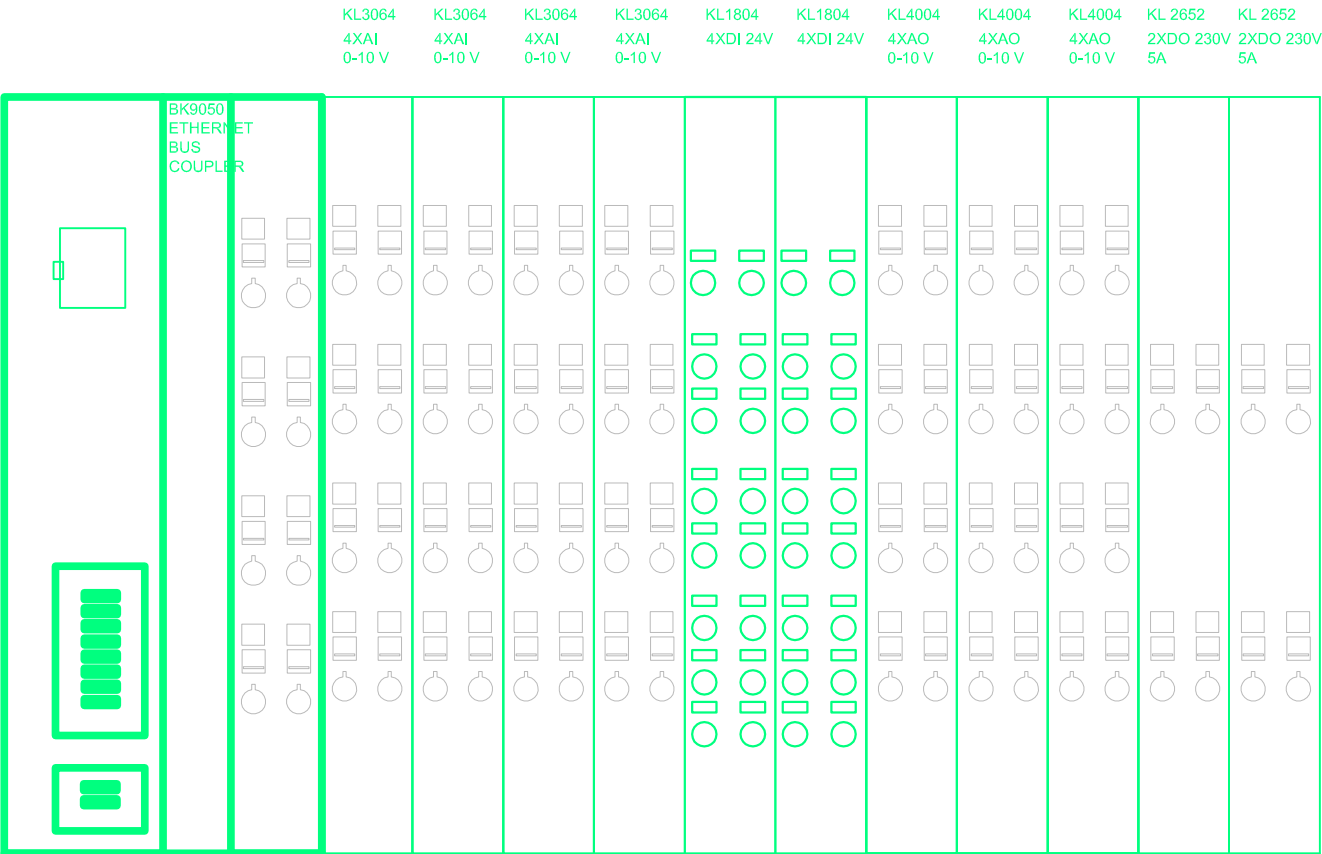 KL3064 KL3064 KL3064 KL3064 KL1804 KL1804 KL4004 KL4004 KL4004 KL 2652 KL 2652
4XAI 4XAI 4XAI 4XAI 4XDI 24V 4XDI 24V 4XAO 4XAO 4XAO 2XDO 230V 2XDO 230V
0-10 V 0-10 V 0-10 V 0-10 V 0-10 V 0-10 V 0-10 V 5A 5A
BK9050
ETHERNET
BUS
COUPLER